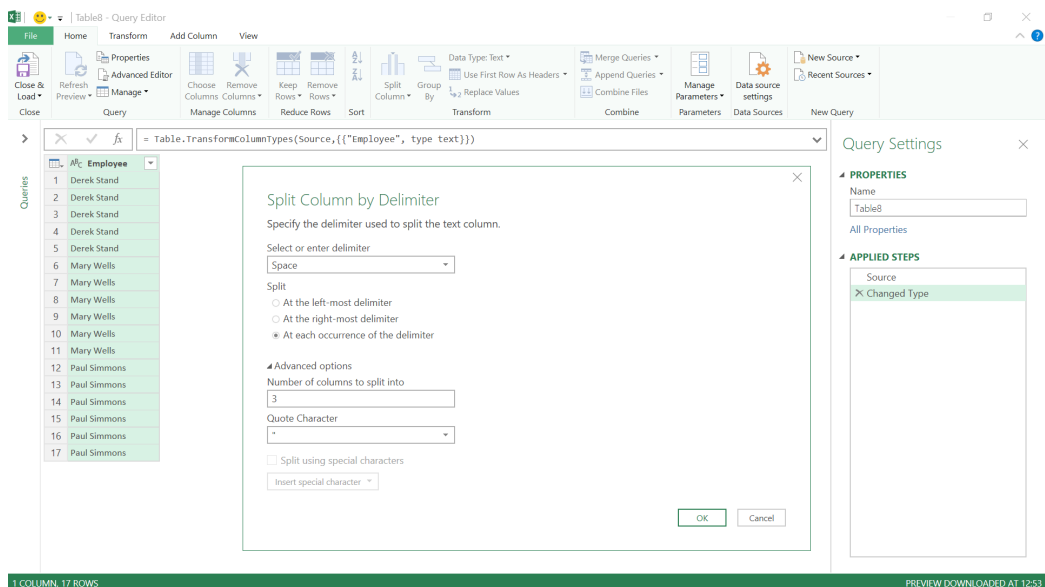 Table8 - Query Editor
File Home Transform Add Column View
Close & Load
Close
Refresh Preview
Properties
Advanced Editor
Manage
Query
Choose Columns
Remove Columns
Manage Columns
Keep Rows
Remove Rows
Reduce Rows
Sort
Split Column
Group By
Data Type: Text
Use First Row As Headers
Replace Values
Transform
Merge Queries
Append Queries
Combine Files
Combine
Manage Parameters
Parameters
Data source settings
Data Sources
New Source
Recent Sources
New Query
fx = Table.TransformColumnTypes(Source,{{"Employee", type text}})
Queries
ABC Employee
1 Derek Stand
2 Derek Stand
3 Derek Stand
4 Derek Stand
5 Derek Stand
6 Mary Wells
7 Mary Wells
8 Mary Wells
9 Mary Wells
10 Mary Wells
11 Mary Wells
12 Paul Simmons
13 Paul Simmons
14 Paul Simmons
15 Paul Simmons
16 Paul Simmons
17 Paul Simmons
Split Column by Delimiter
Specify the delimiter used to split the text column.
Select or enter delimiter
Space
Split
At the left-most delimiter
At the right-most delimiter
At each occurrence of the delimiter
Advanced options
Number of columns to split into
3
Quote Character
"
Split using special characters
Insert special character
OK Cancel
Query Settings
PROPERTIES
Name
Table8
All Properties
APPLIED STEPS
Source
Changed Type
1 COLUMN, 17 ROWS
PREVIEW DOWNLOADED AT 12:53